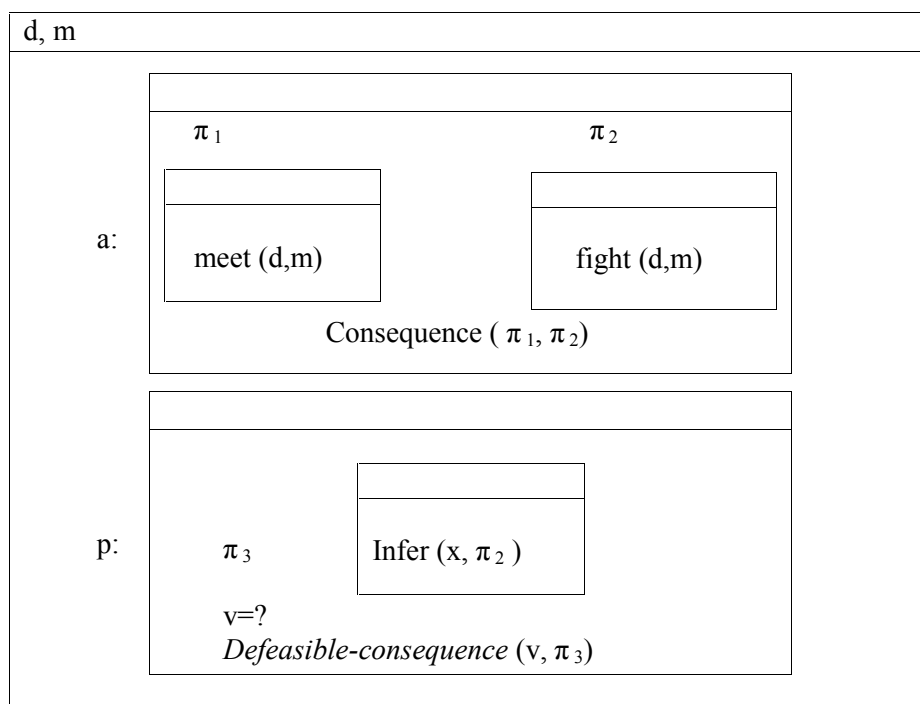 d, m
π 1 π 2
a:
meet (d,m) fight (d,m)
Consequence ( π 1, π 2)
p: π 3 Infer (x, π 2 )
v=?
Defeasible-consequence (v, π 3)